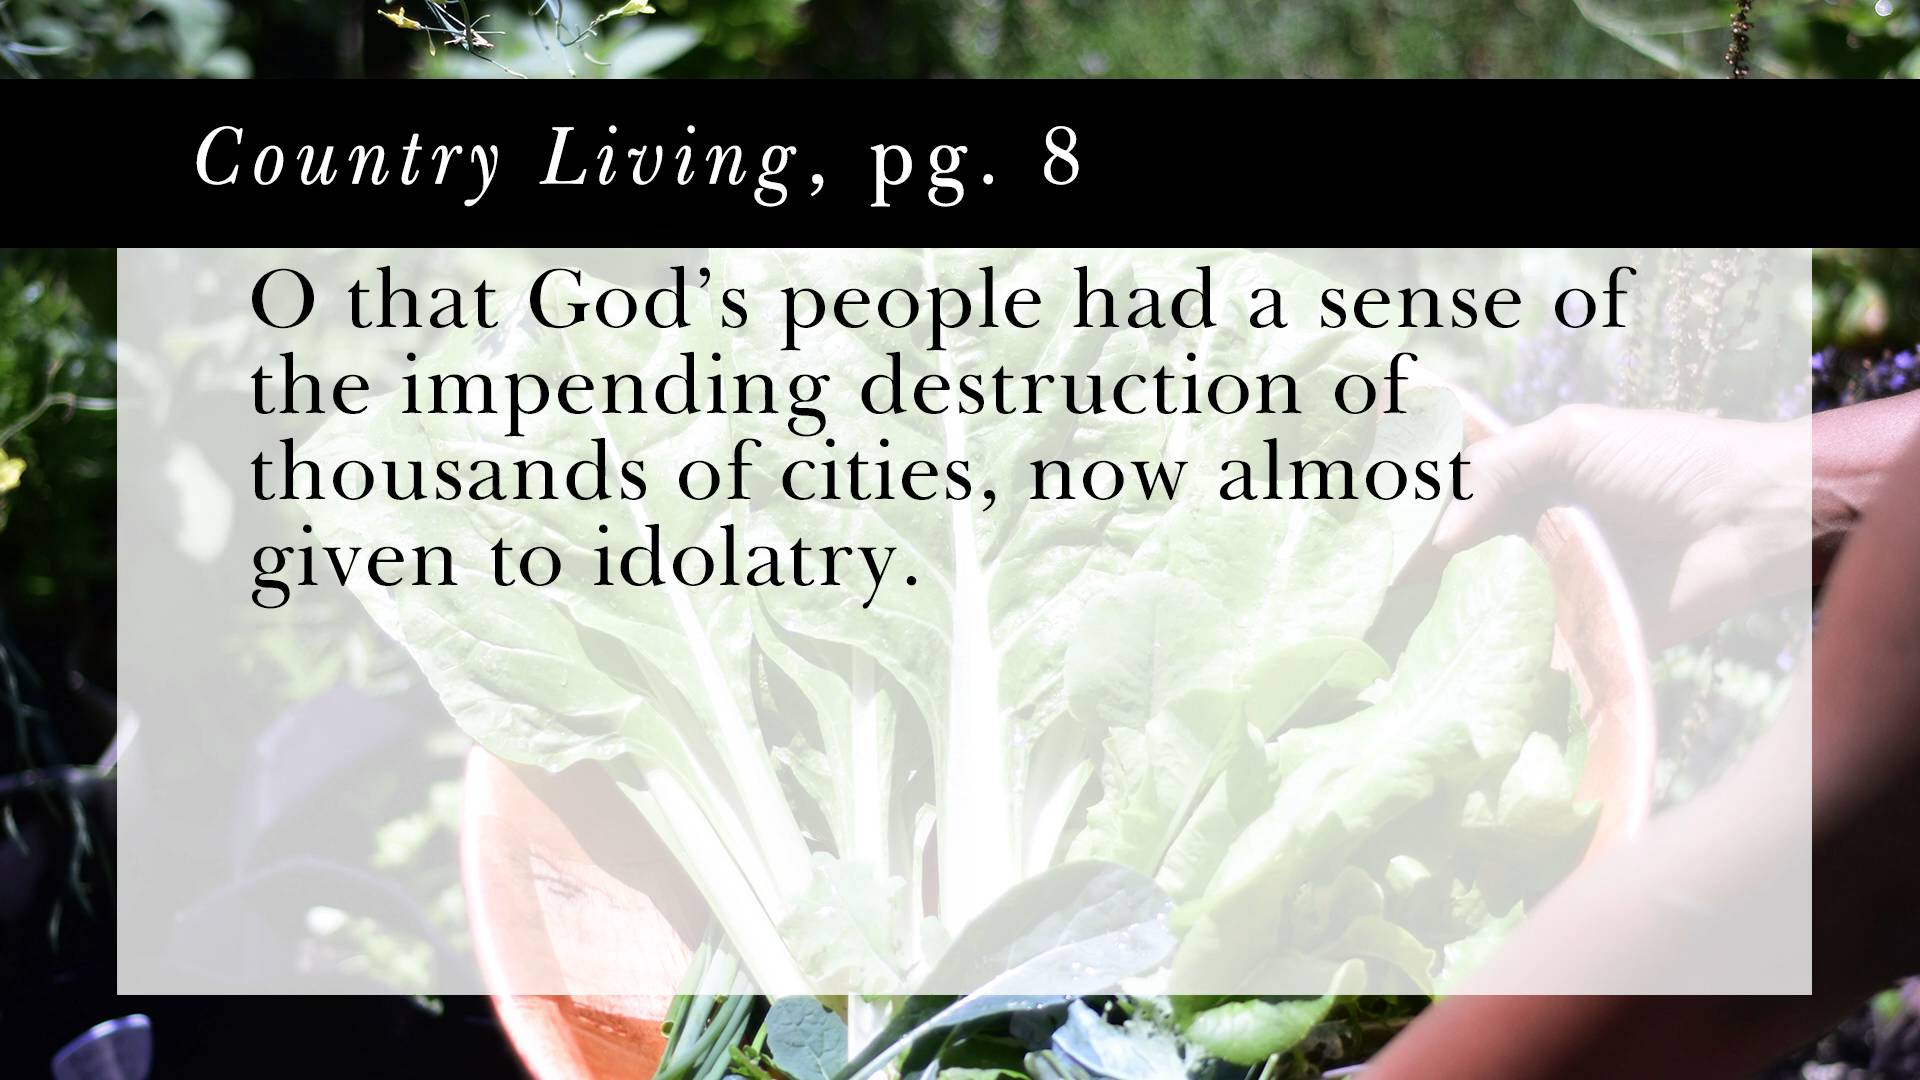 Country Living, pg. 8
O that God’s people had a sense of
the impending destruction of
thousands of cities, now almost
given to idolatry.